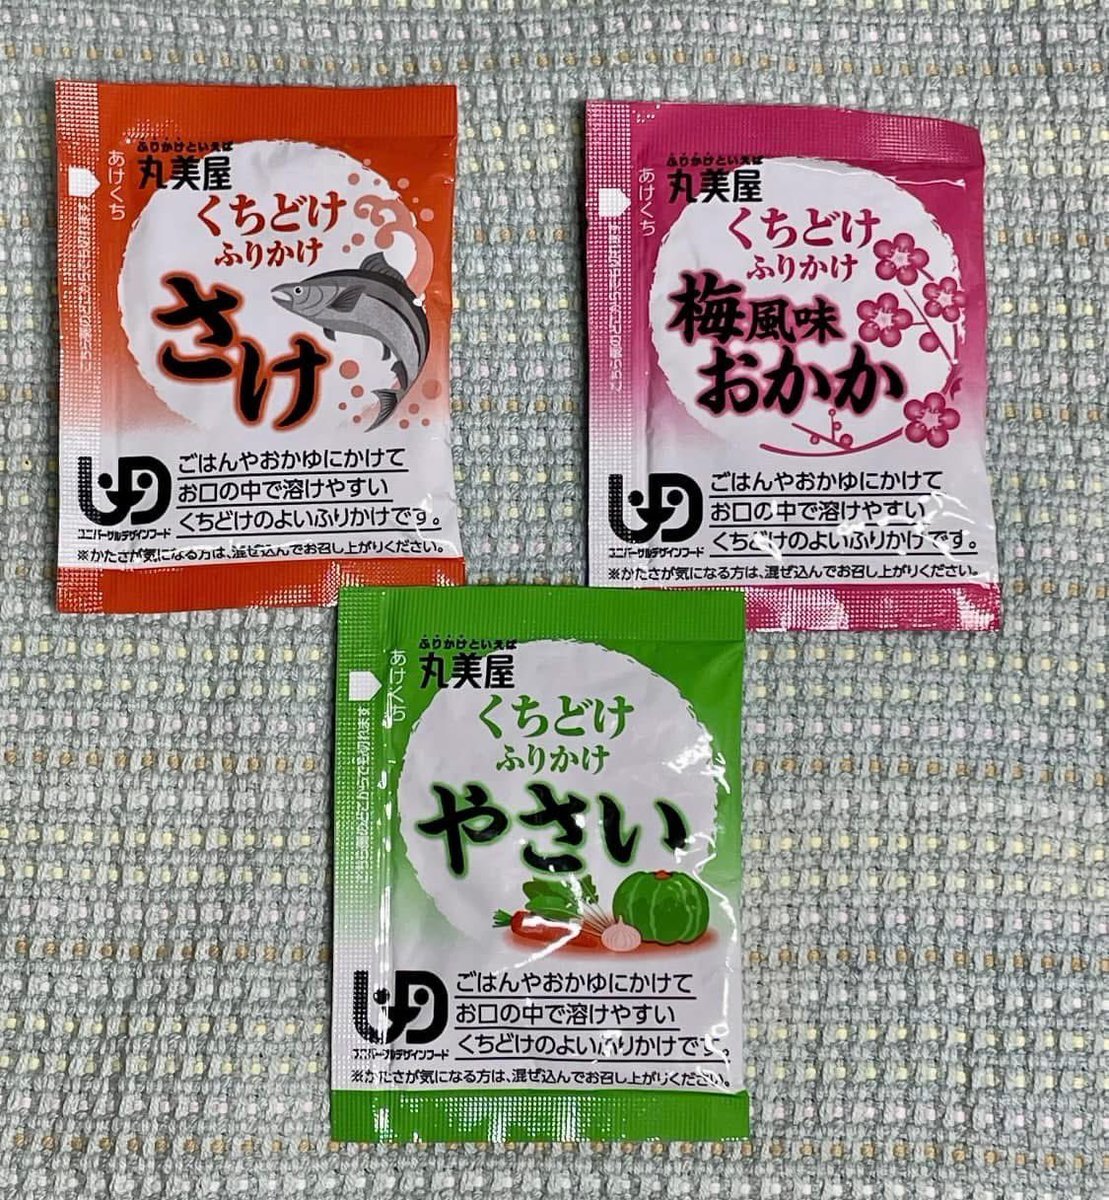 ふりかけといえば
丸美屋
あけくち
くちどけ
ふりかけ
さけ
ごはんやおかゆにかけて
お口の中で溶けやすい
くちどけのよいふりかけです。
ユニバーサルデザインフード
※かたさが気になる方は、混ぜ込んでお召し上がりください。
ふりかけといえば
丸美屋
あけくち
くちどけ
ふりかけ
梅風味
おかか
ごはんやおかゆにかけて
お口の中で溶けやすい
くちどけのよいふりかけです。
ユニバーサルデザインフード
※かたさが気になる方は、混ぜ込んでお召し上がりください。
ふりかけといえば
丸美屋
あけくち
くちどけ
ふりかけ
やさい
ごはんやおかゆにかけて
お口の中で溶けやすい
くちどけのよいふりかけです。
ユニバーサルデザインフード
※かたさが気になる方は、混ぜ込んでお召し上がりください。